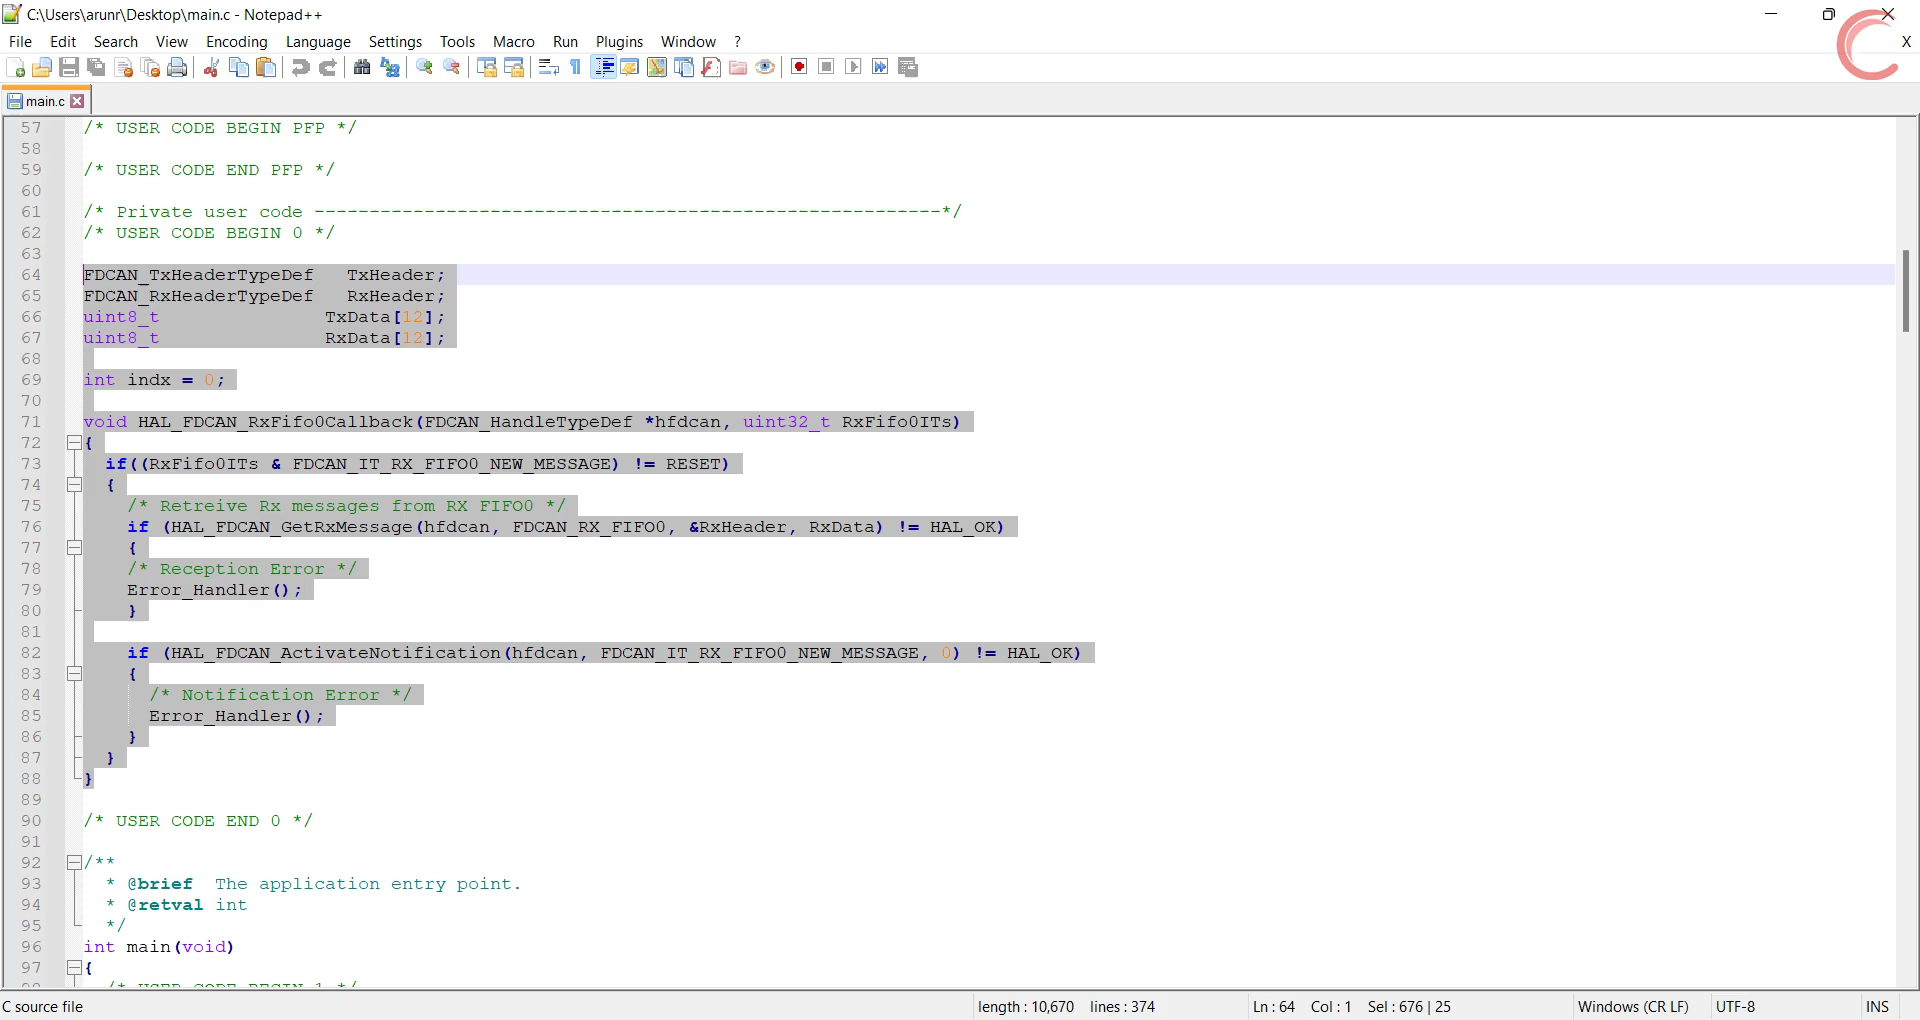 C:\Users\arunr\Desktop\main.c - Notepad++
File Edit Search View Encoding Language Settings Tools Macro Run Plugins Window ? X
main.c
57 /* USER CODE BEGIN PFP */
58
59 /* USER CODE END PFP */
60
61 /* Private user code ---------------------------------------------------------*/
62 /* USER CODE BEGIN 0 */
63
64 FDCAN_TxHeaderTypeDef   TxHeader;
65 FDCAN_RxHeaderTypeDef   RxHeader;
66 uint8_t               TxData[12];
67 uint8_t               RxData[12];
68
69 int indx = 0;
70
71 void HAL_FDCAN_RxFifo0Callback(FDCAN_HandleTypeDef *hfdcan, uint32_t RxFifo0ITs)
72 {
73   if((RxFifo0ITs & FDCAN_IT_RX_FIFO0_NEW_MESSAGE) != RESET)
74   {
75     /* Retreive Rx messages from RX FIFO0 */
76     if (HAL_FDCAN_GetRxMessage(hfdcan, FDCAN_RX_FIFO0, &RxHeader, RxData) != HAL_OK)
77     {
78     /* Reception Error */
79     Error_Handler();
80     }
81
82     if (HAL_FDCAN_ActivateNotification(hfdcan, FDCAN_IT_RX_FIFO0_NEW_MESSAGE, 0) != HAL_OK)
83     {
84       /* Notification Error */
85       Error_Handler();
86     }
87   }
88 }
89
90 /* USER CODE END 0 */
91
92 /**
93   * @brief  The application entry point.
94   * @retval int
95   */
96 int main(void)
97 {
98   /* USER CODE BEGIN 1 */
C source file length : 10,670 lines : 374 Ln : 64 Col : 1 Sel : 676 | 25 Windows (CR LF) UTF-8 INS